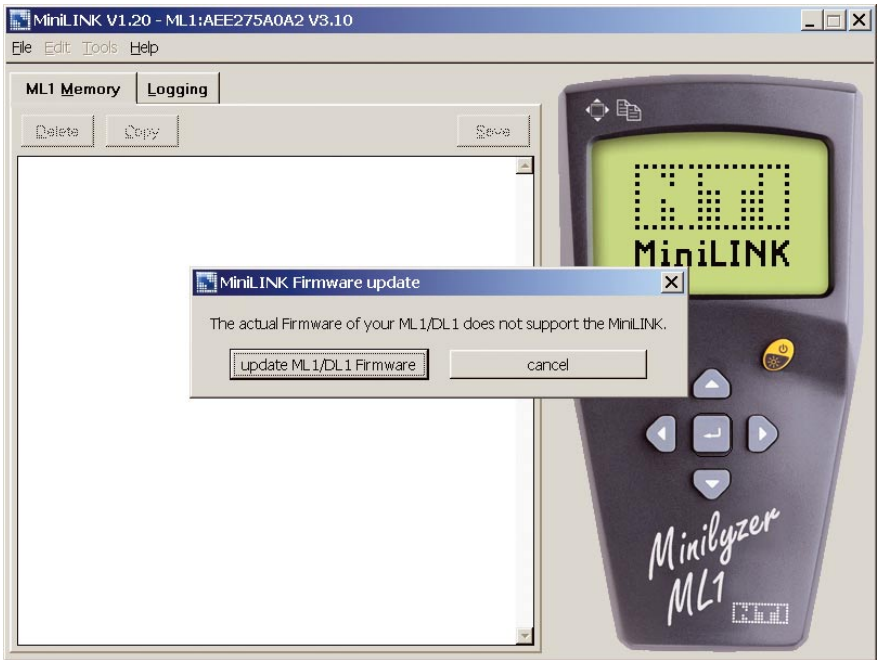 MiniLINK V1.20 - ML1:AEE275A0A2 V3.10
File Edit Tools Help
ML1 Memory Logging
Delete Copy Save
NTI
MiniLINK
MiniLINK Firmware update
The actual Firmware of your ML1/DL1 does not support the MiniLINK.
update ML1/DL1 Firmware cancel
Minilyzer
ML1
NTI